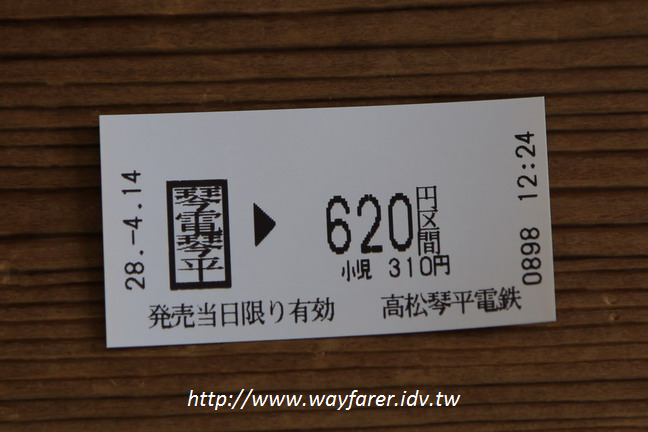 28.-4.14
琴電琴平
▶
620円区間
小児 310円
発売当日限り有効
高松琴平電鉄
0898 12:24
http://www.wayfarer.idv.tw